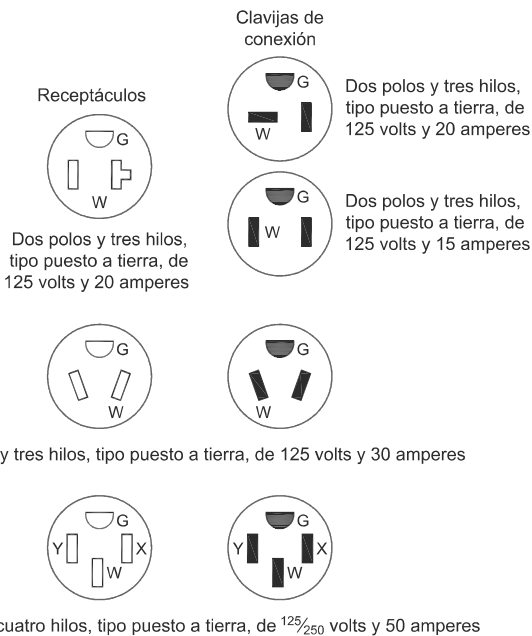 Clavijas de
conexión
Receptáculos
G
W
Dos polos y tres hilos,
tipo puesto a tierra, de
125 volts y 20 amperes
G
W
Dos polos y tres hilos,
tipo puesto a tierra, de
125 volts y 20 amperes
G
W
Dos polos y tres hilos,
tipo puesto a tierra, de
125 volts y 15 amperes
G
W
G
W
y tres hilos, tipo puesto a tierra, de 125 volts y 30 amperes
G
Y
X
W
G
Y
X
W
cuatro hilos, tipo puesto a tierra, de 125/250 volts y 50 amperes